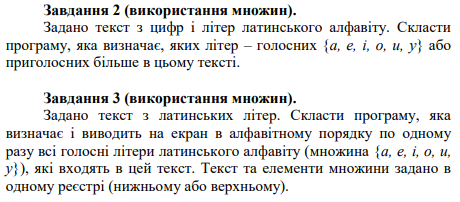 Завдання 2 (використання множин).
Задано текст з цифр і літер латинського алфавіту. Скласти
програму, яка визначає, яких літер – голосних {a, e, i, o, u, y} або
приголосних більше в цьому тексті.
Завдання 3 (використання множин).
Задано текст з латинських літер. Скласти програму, яка
визначає і виводить на екран в алфавітному порядку по одному
разу всі голосні літери латинського алфавіту (множина {a, e, i, o, u,
y}), які входять в цей текст. Текст та елементи множини задано в
одному реєстрі (нижньому або верхньому).